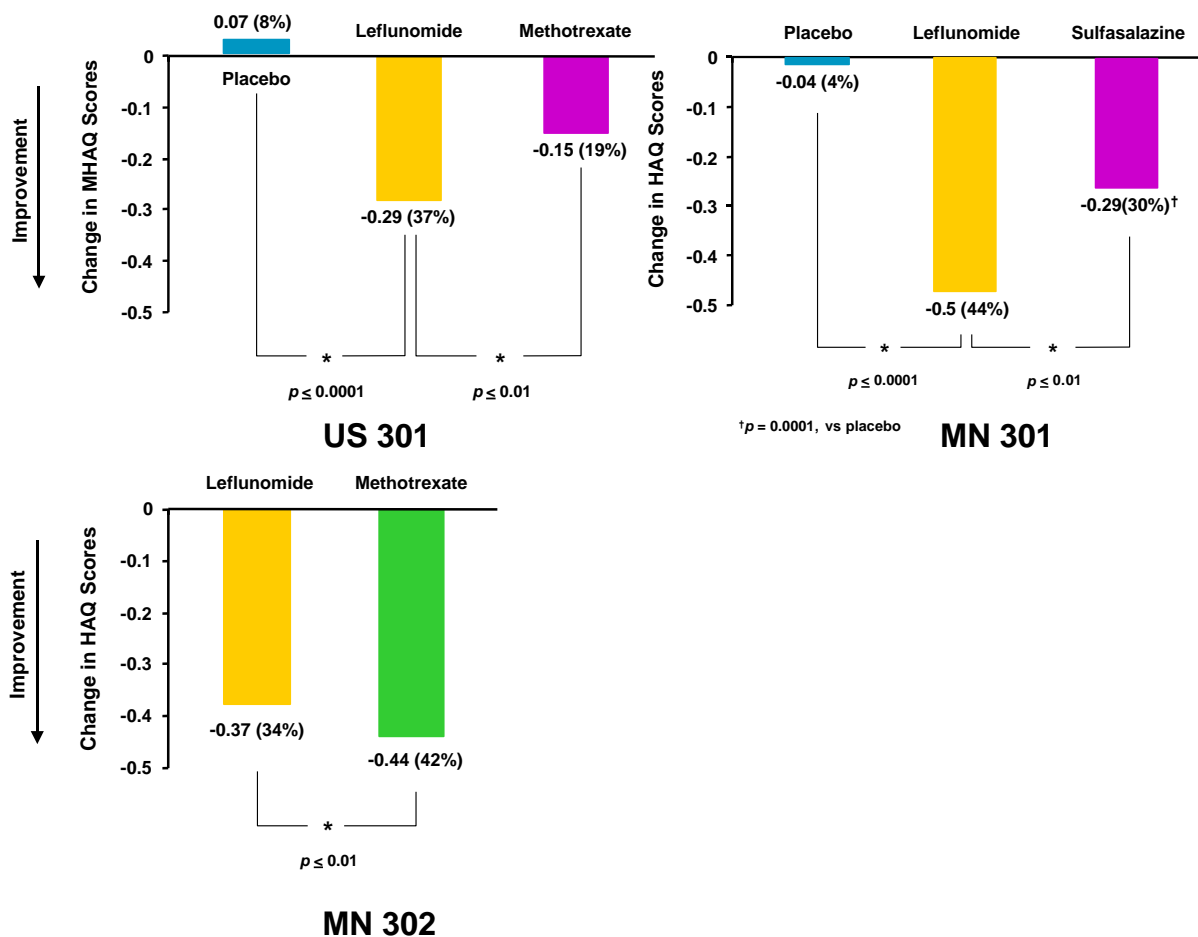 0.07 (8%)
Leflunomide
Methotrexate
Placebo
0
-0.1
-0.2
-0.3
-0.4
-0.5
Change in MHAQ Scores
Improvement
-0.29 (37%)
-0.15 (19%)
*
*
p ≤ 0.0001
p ≤ 0.01
US 301
Placebo
Leflunomide
Sulfasalazine
0
-0.1
-0.2
-0.3
-0.4
-0.5
Change in HAQ Scores
-0.04 (4%)
-0.5 (44%)
-0.29(30%)†
*
*
p ≤ 0.0001
p ≤ 0.01
†p = 0.0001, vs placebo
MN 301
Leflunomide
Methotrexate
0
-0.1
-0.2
-0.3
-0.4
-0.5
Change in HAQ Scores
Improvement
-0.37 (34%)
-0.44 (42%)
*
p ≤ 0.01
MN 302